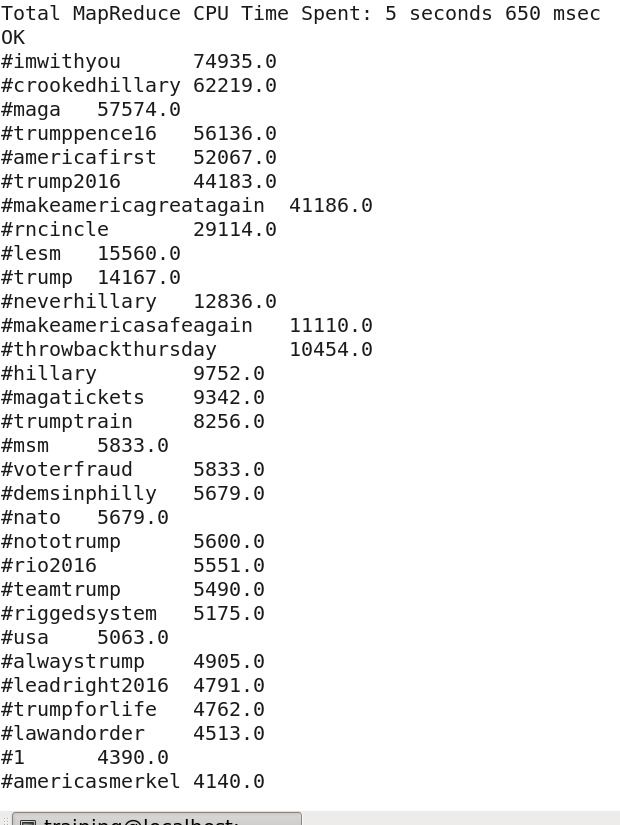 Total MapReduce CPU Time Spent: 5 seconds 650 msec
OK
#imwithyou 74935.0
#crookedhillary 62219.0
#maga 57574.0
#trumppence16 56136.0
#americafirst 52067.0
#trump2016 44183.0
#makeamericagreatagain 41186.0
#rncincle 29114.0
#lesm 15560.0
#trump 14167.0
#neverhillary 12836.0
#makeamericasafeagain 11110.0
#throwbackthursday 10454.0
#hillary 9752.0
#magatickets 9342.0
#trumptrain 8256.0
#msm 5833.0
#voterfraud 5833.0
#demsinphilly 5679.0
#nato 5679.0
#nototrump 5600.0
#rio2016 5551.0
#teamtrump 5490.0
#riggedsystem 5175.0
#usa 5063.0
#alwaystrump 4905.0
#leadright2016 4791.0
#trumpforlife 4762.0
#lawandorder 4513.0
#1 4390.0
#americasmerkel 4140.0
training@localhost: